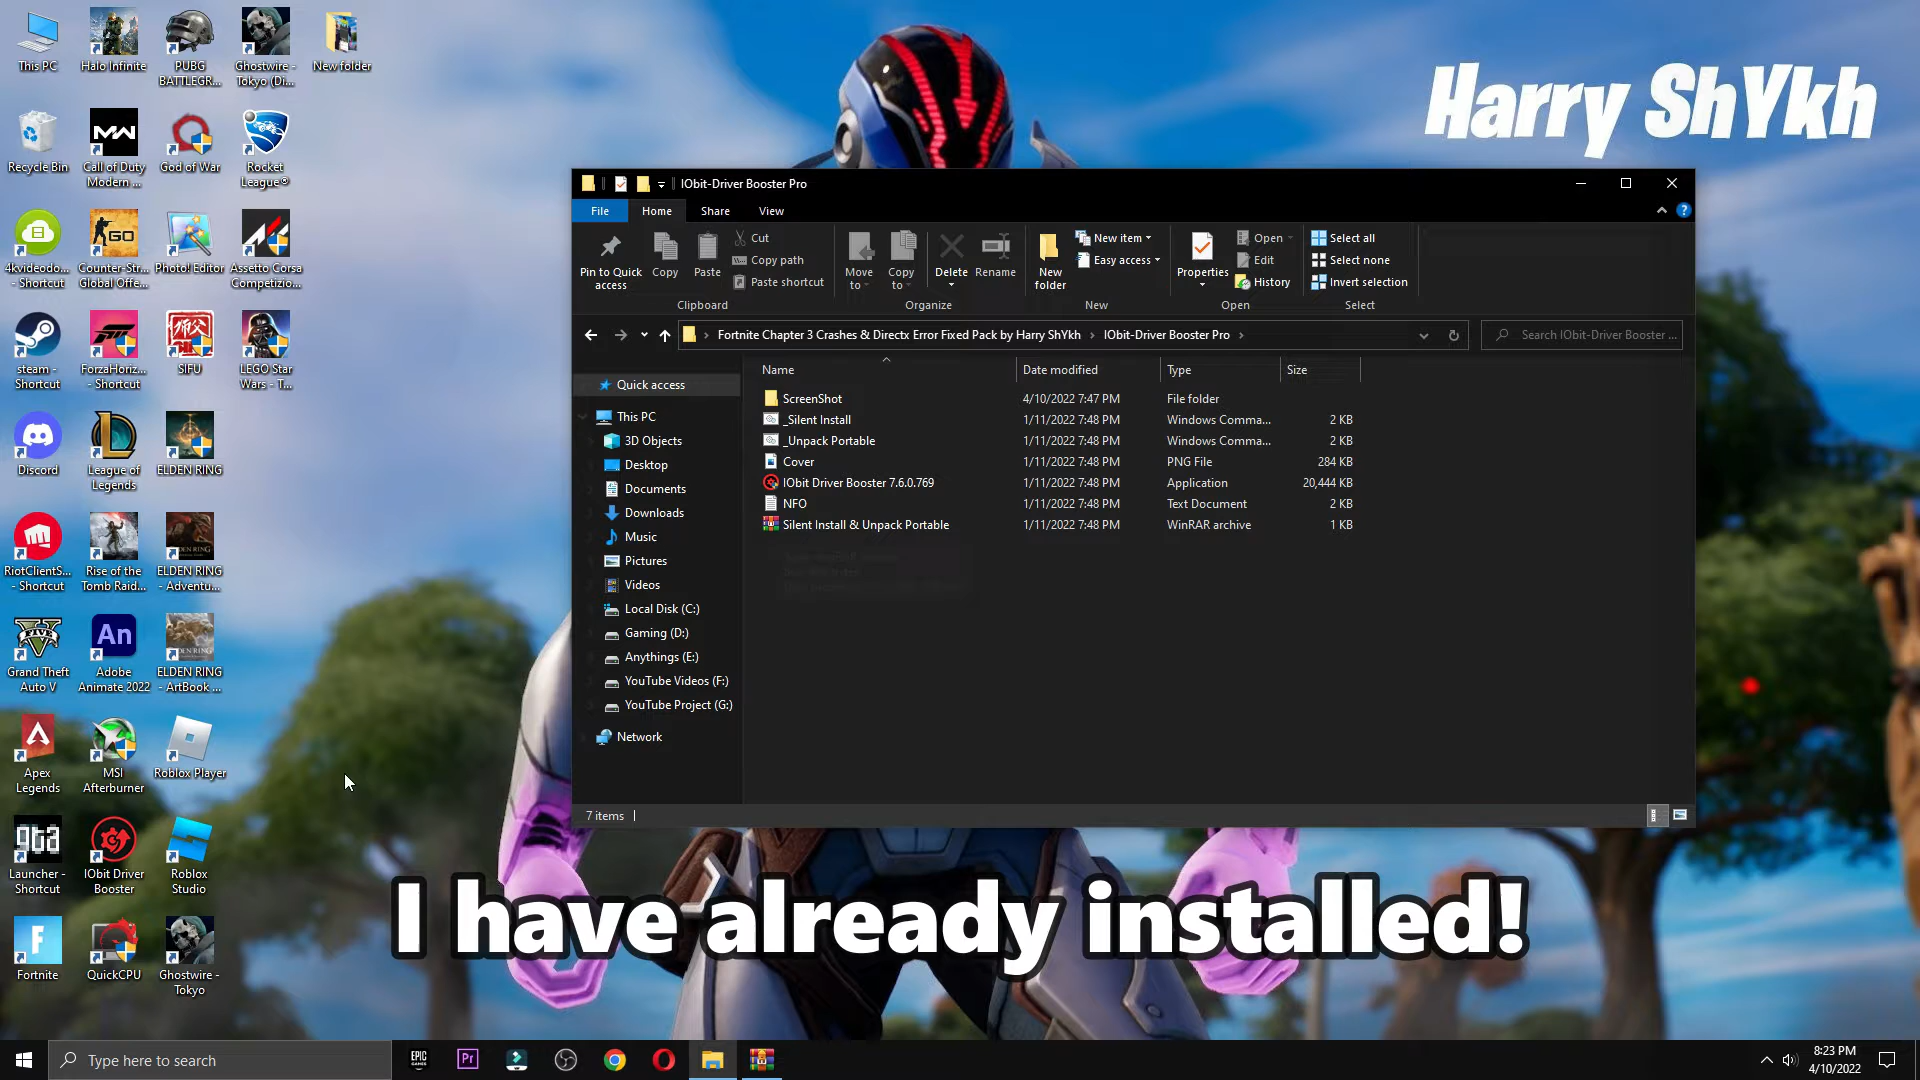 This PC
Halo Infinite
PUBG
BATTLEGR...
Ghostwire -
Tokyo (Di...
New folder
Recycle Bin
Call of Duty
Modern ...
God of War
Rocket
League®
4kvideodo...
- Shortcut
Counter-Str...
Global Offe...
Photo! Editor
Assetto Corsa
Competizio...
steam -
Shortcut
ForzaHoriz...
- Shortcut
SIFU
LEGO Star
Wars - T...
Discord
League of
Legends
ELDEN RING
RiotClientS...
- Shortcut
Rise of the
Tomb Raid...
ELDEN RING
- Adventu...
Grand Theft
Auto V
Adobe
Animate 2022
ELDEN RING
- ArtBook ...
Apex
Legends
MSI
Afterburner
Roblox Player
Launcher -
Shortcut
IObit Driver
Booster
Roblox
Studio
Fortnite
QuickCPU
Ghostwire -
Tokyo
Harry ShYkh
IObit-Driver Booster Pro
File Home Share View
Pin to Quick
access
Copy
Paste
Cut
Copy path
Paste shortcut
Clipboard
Move
to
Copy
to
Delete
Rename
Organize
New
folder
New item
Easy access
New
Properties
Open
Edit
History
Open
Select all
Select none
Invert selection
Select
Fortnite Chapter 3 Crashes & Directx Error Fixed Pack by Harry ShYkh
IObit-Driver Booster Pro
Search IObit-Driver Booster ...
Quick access
This PC
3D Objects
Desktop
Documents
Downloads
Music
Pictures
Videos
Local Disk (C:)
Gaming (D:)
Anythings (E:)
YouTube Videos (F:)
YouTube Project (G:)
Network
Name Date modified Type Size
ScreenShot 4/10/2022 7:47 PM File folder
_Silent Install 1/11/2022 7:48 PM Windows Comma... 2 KB
_Unpack Portable 1/11/2022 7:48 PM Windows Comma... 2 KB
Cover 1/11/2022 7:48 PM PNG File 284 KB
IObit Driver Booster 7.6.0.769 1/11/2022 7:48 PM Application 20,444 KB
NFO 1/11/2022 7:48 PM Text Document 2 KB
Silent Install & Unpack Portable 1/11/2022 7:48 PM WinRAR archive 1 KB
7 items
I have already installed!
Type here to search
EPIC
GAMES
Pr
8:23 PM
4/10/2022